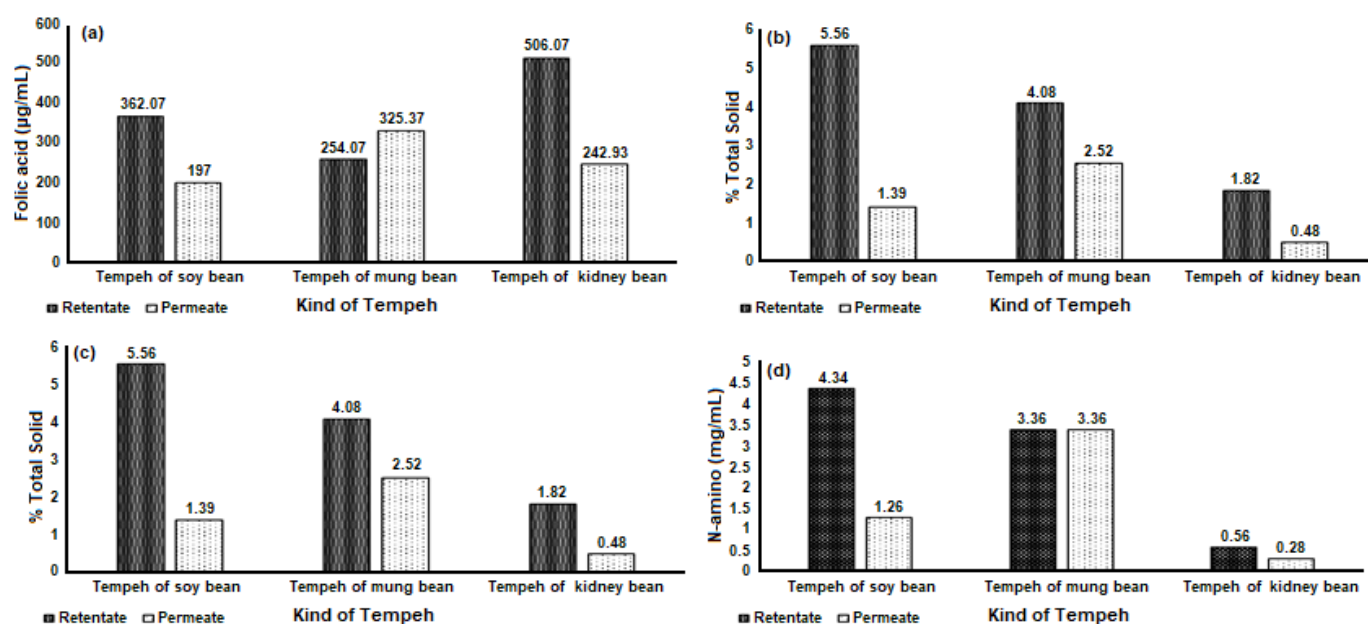 (a)
Folic acid (µg/mL)
600
500
400
300
200
100
0
362.07
197
254.07
325.37
506.07
242.93
Tempeh of soy bean
Tempeh of mung bean
Tempeh of kidney bean
Retentate
Permeate
Kind of Tempeh
(b)
% Total Solid
6
5
4
3
2
1
0
5.56
1.39
4.08
2.52
1.82
0.48
Tempeh of soy bean
Tempeh of mung bean
Tempeh of kidney bean
Retentate
Permeate
Kind of Tempeh
(c)
% Total Solid
6
5
4
3
2
1
0
5.56
1.39
4.08
2.52
1.82
0.48
Tempeh of soy bean
Tempeh of mung bean
Tempeh of kidney bean
Retentate
Permeate
Kind of Tempeh
(d)
N-amino (mg/mL)
5
4.5
4
3.5
3
2.5
2
1.5
1
0.5
0
4.34
1.26
3.36
3.36
0.56
0.28
Tempeh of soy bean
Tempeh of mung bean
Tempeh of kidney bean
Retentate
Permeate
Kind of Tempeh